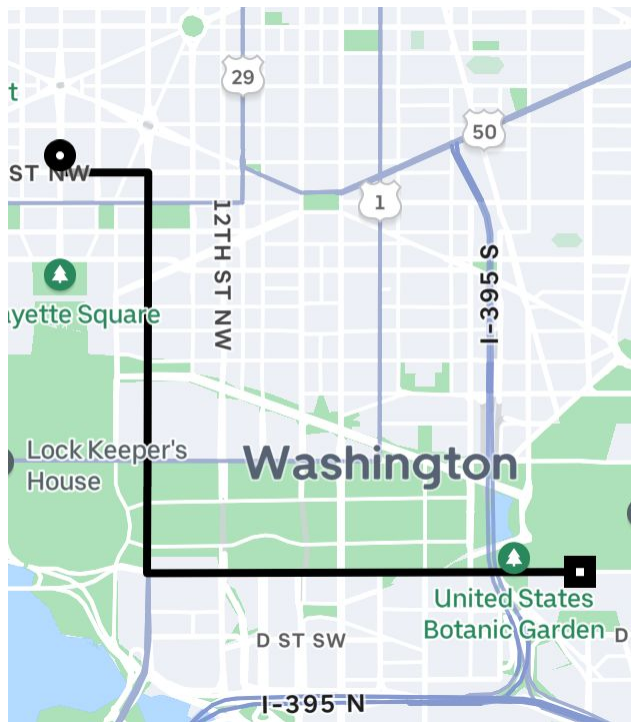 29
t
50
ST NW
1
12TH ST NW
I-395 S
ayette Square
Lock Keeper's
House
Washington
United States
Botanic Garden
D ST SW
D
I-395 N